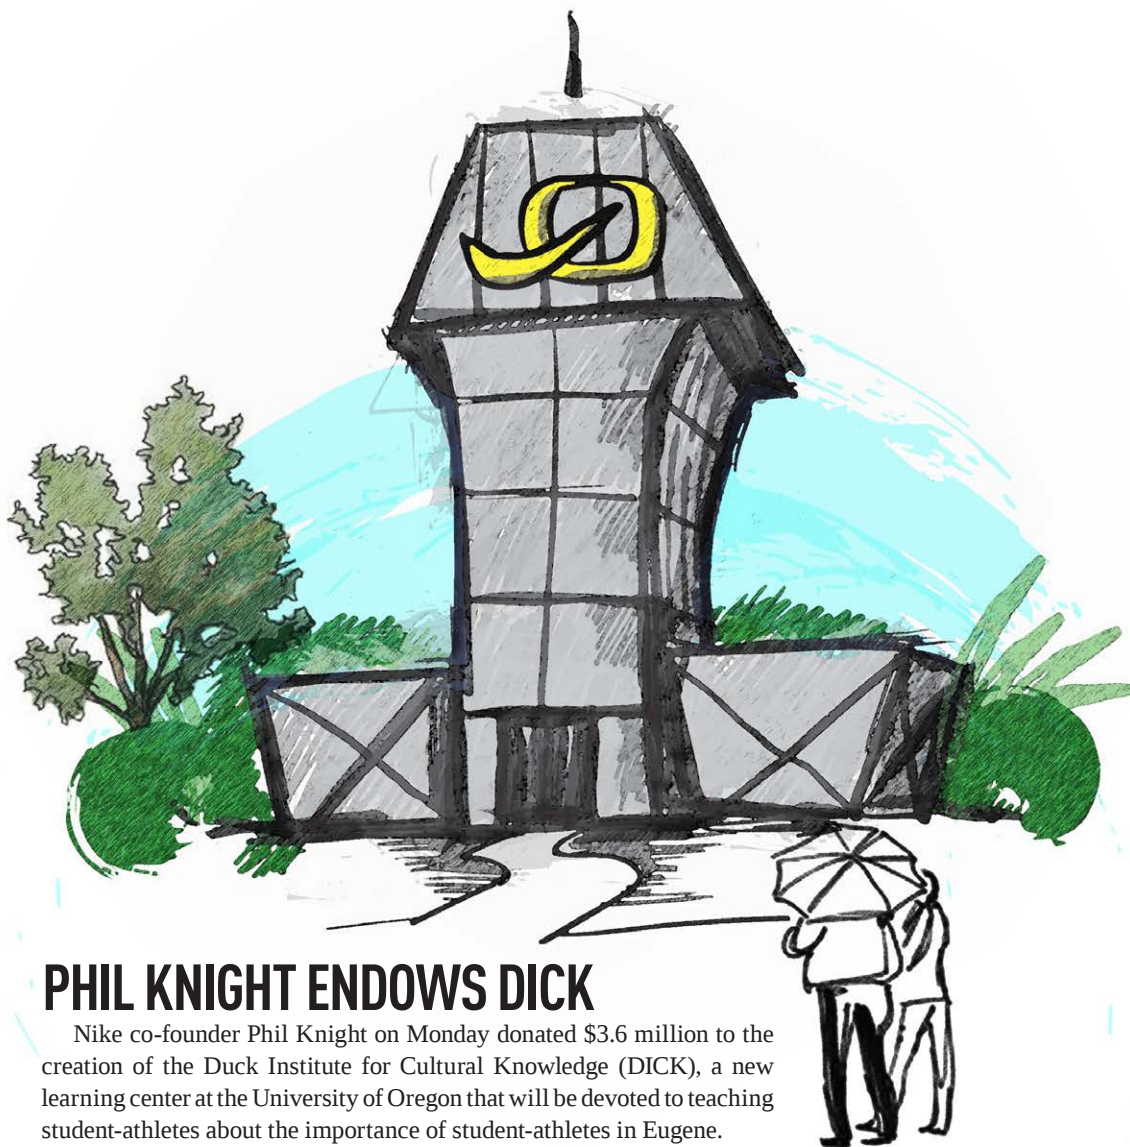 PHIL KNIGHT ENDOWS DICK
Nike co-founder Phil Knight on Monday donated $3.6 million to the
creation of the Duck Institute for Cultural Knowledge (DICK), a new
learning center at the University of Oregon that will be devoted to teaching
student-athletes about the importance of student-athletes in Eugene.